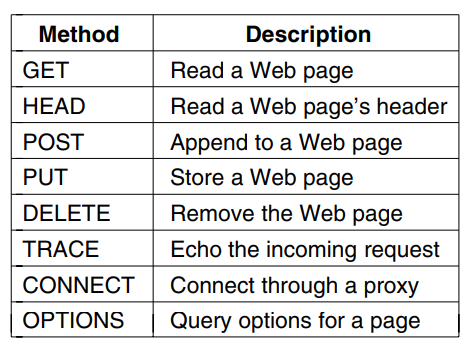 Method Description
GET Read a Web page
HEAD Read a Web page's header
POST Append to a Web page
PUT Store a Web page
DELETE Remove the Web page
TRACE Echo the incoming request
CONNECT Connect through a proxy
OPTIONS Query options for a page